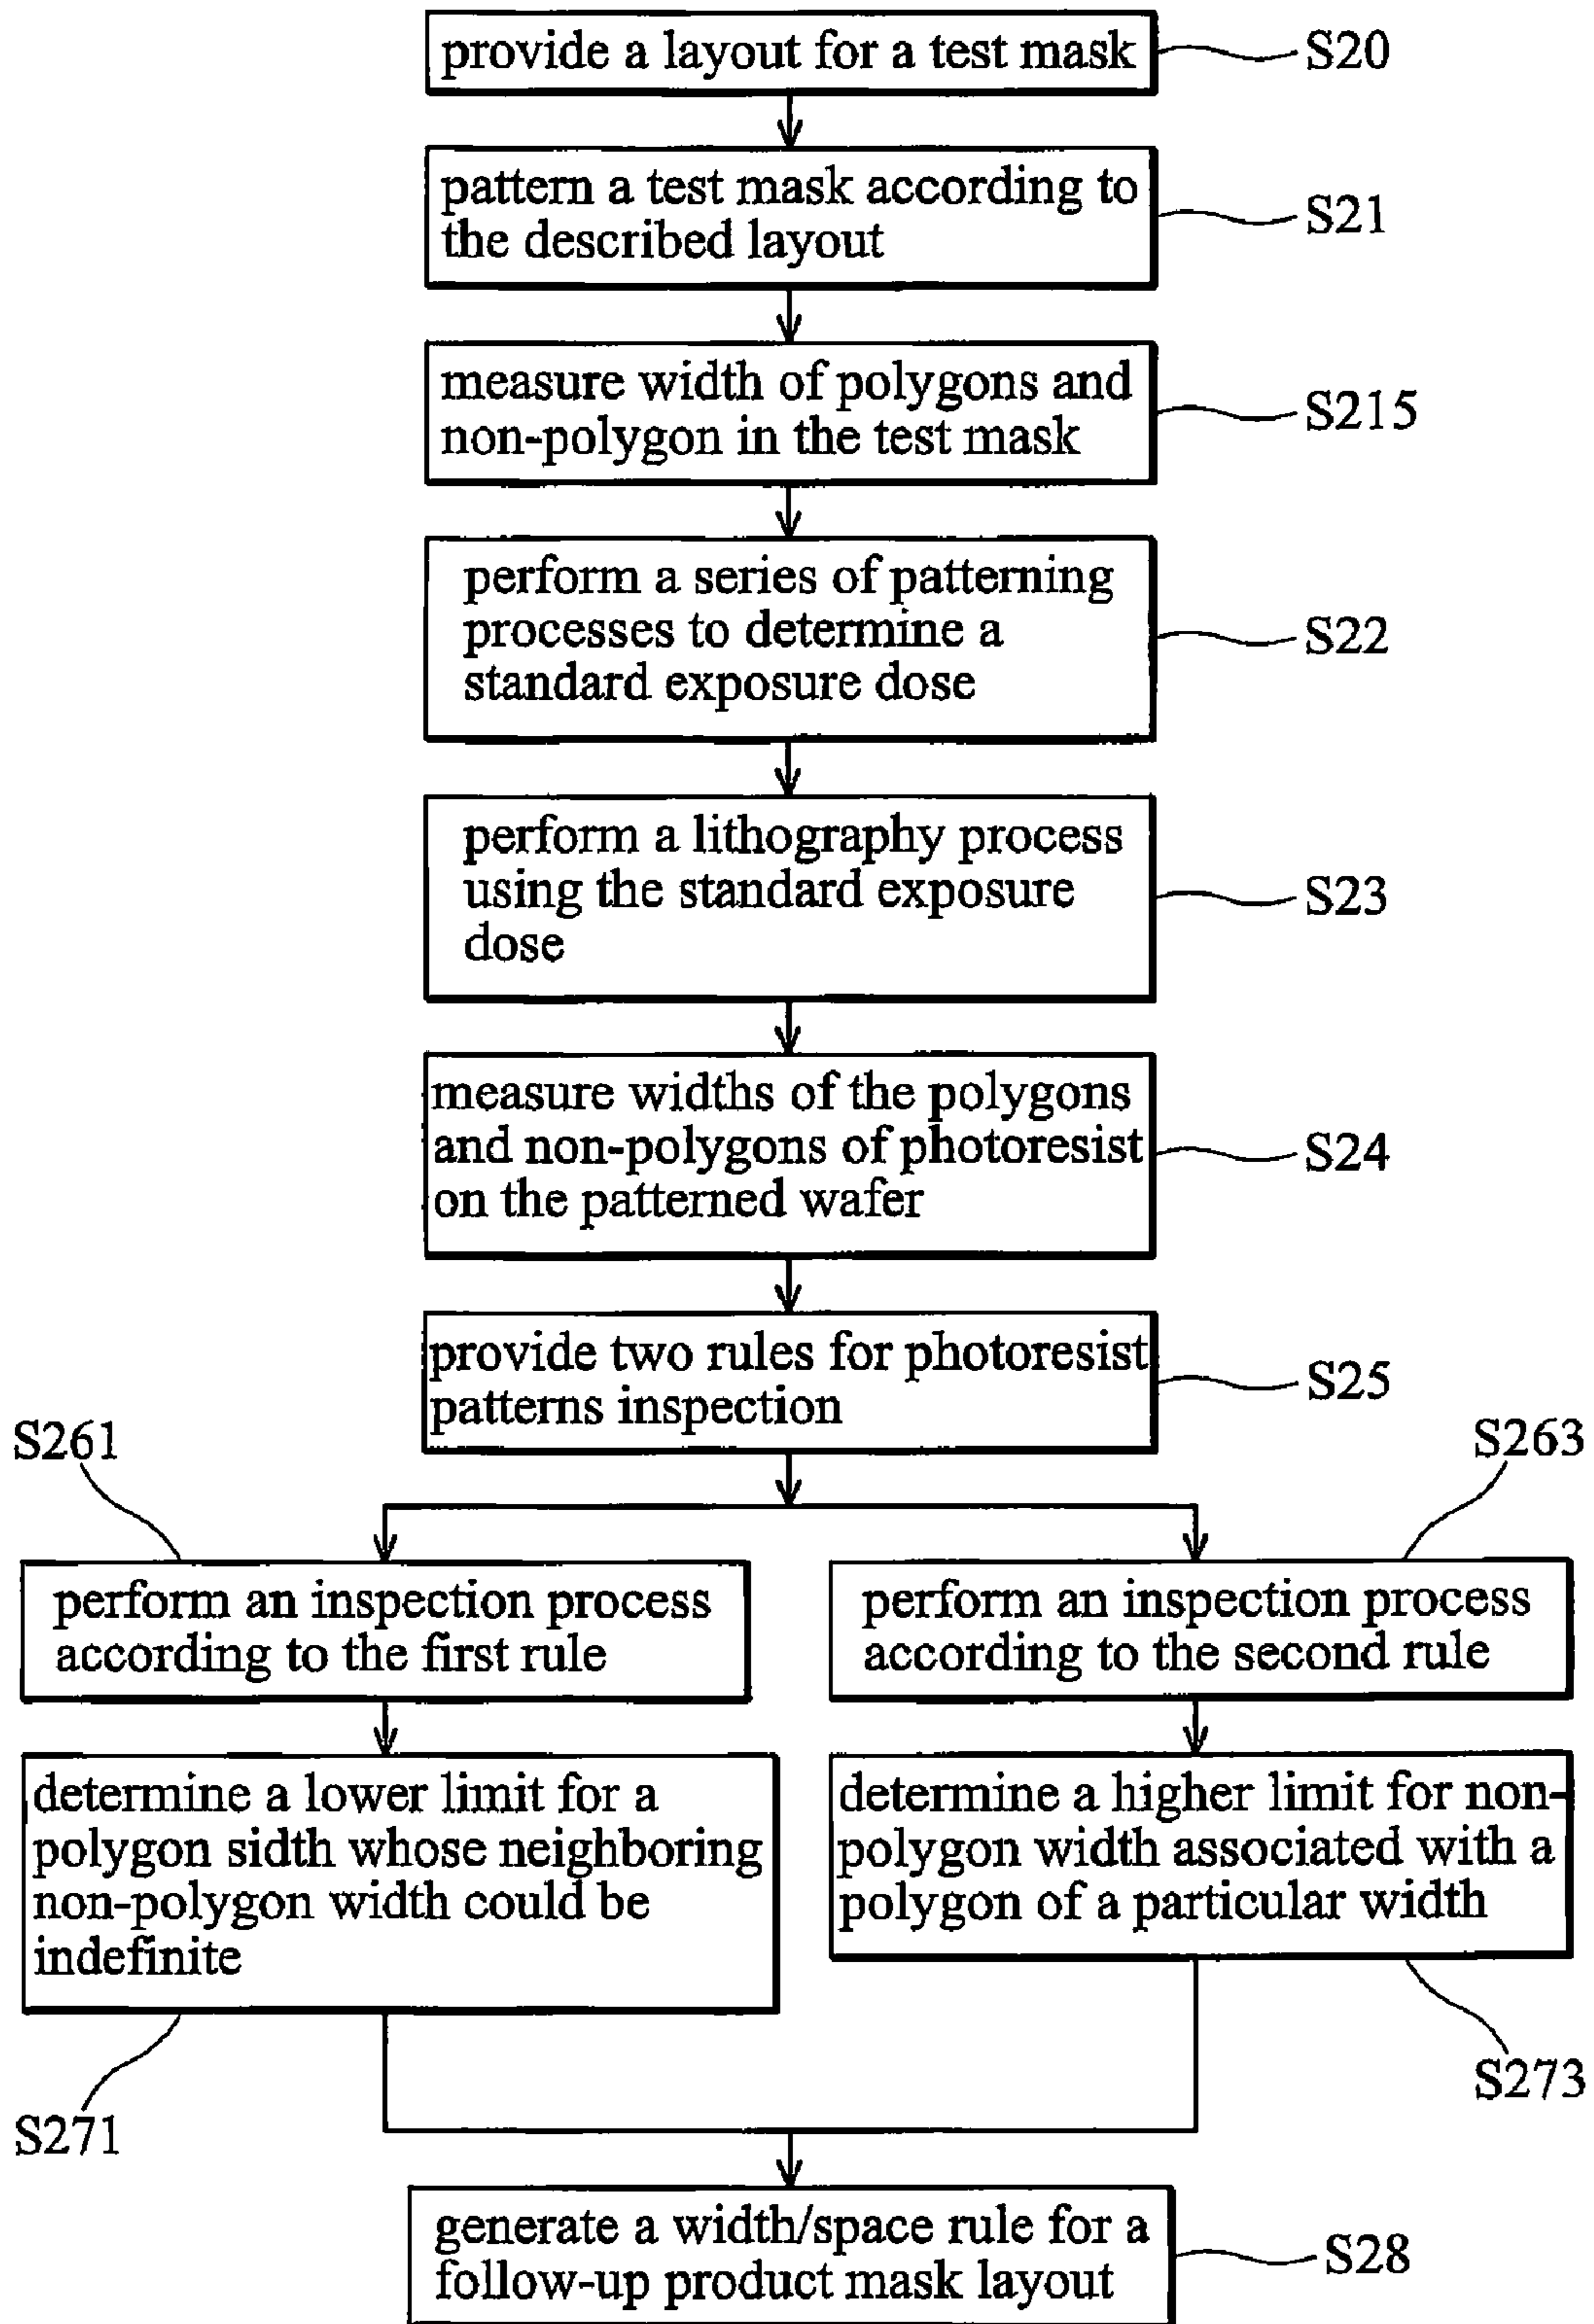 provide a layout for a test mask
S20
pattern a test mask according to
the described layout
S21
measure width of polygons and
non-polygon in the test mask
S215
perform a series of patterning
processes to determine a
standard exposure dose
S22
perform a lithography process
using the standard exposure
dose
S23
measure widths of the polygons
and non-polygons of photoresist
on the patterned wafer
S24
provide two rules for photoresist
patterns inspection
S25
S261
perform an inspection process
according to the first rule
S263
perform an inspection process
according to the second rule
determine a lower limit for a
polygon sidth whose neighboring
non-polygon width could be
indefinite
S271
determine a higher limit for non-
polygon width associated with a
polygon of a particular width
S273
generate a width/space rule for a
follow-up product mask layout
S28